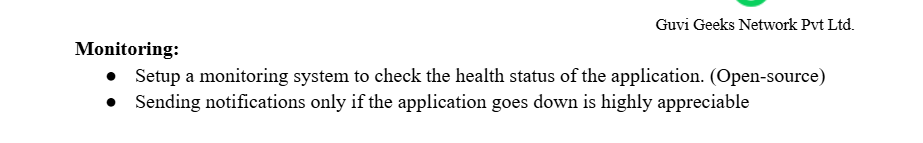 Guvi Geeks Network Pvt Ltd.
Monitoring:
● Setup a monitoring system to check the health status of the application. (Open-source)
● Sending notifications only if the application goes down is highly appreciable